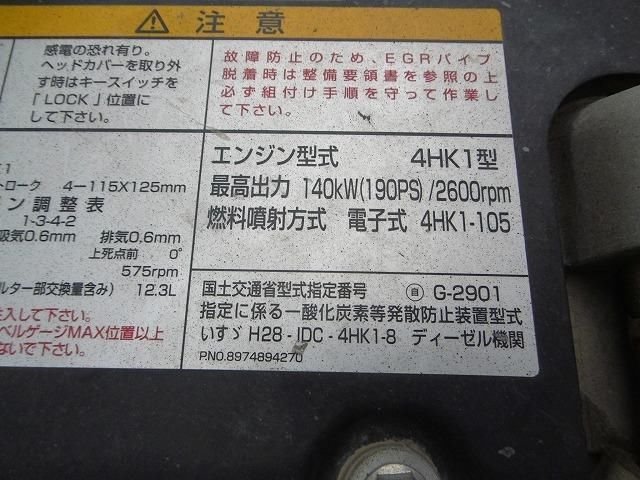 注意
感電の恐れ有り。
ヘッドカバーを取り外
す時はキースイッチを
「LOCK」位置に
して下さい。
故障防止のため、EGRパイプ
脱着時は整備要領書を参照の上
必ず組付け手順を守って作業し
て下さい。
トローク 4－115X125mm
ン調整表
1-3-4-2
吸気0.6mm 排気0.6mm
上死点前 0°
575rpm
ルター部交換量含み) 12.3L
注入して下さい。
ベルゲージMAX位置以上
ないで下さい。
エンジン型式 4HK1型
最高出力 140kW(190PS)/2600rpm
燃料噴射方式 電子式 4HK1-105
国土交通省型式指定番号 自 G-2901
指定に係る一酸化炭素等発散防止装置型式
いすゞ H28-IDC-4HK1-8 ディーゼル機関
P.NO.8974894270